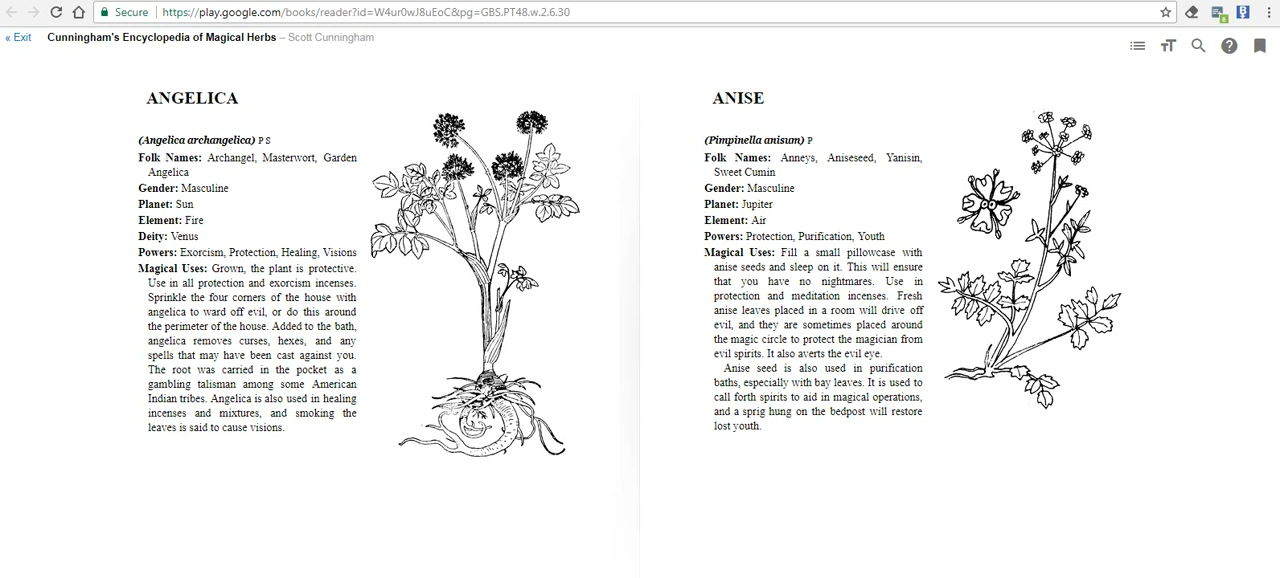 Secure https://play.google.com/books/reader?id=W4ur0wJ8uEoC&pg=GBS.PT48.w.2.6.30
« Exit Cunningham's Encyclopedia of Magical Herbs – Scott Cunningham
ANGELICA
(Angelica archangelica) P S
Folk Names: Archangel, Masterwort, Garden
Angelica
Gender: Masculine
Planet: Sun
Element: Fire
Deity: Venus
Powers: Exorcism, Protection, Healing, Visions
Magical Uses: Grown, the plant is protective.
Use in all protection and exorcism incenses.
Sprinkle the four corners of the house with
angelica to ward off evil, or do this around
the perimeter of the house. Added to the bath,
angelica removes curses, hexes, and any
spells that may have been cast against you.
The root was carried in the pocket as a
gambling talisman among some American
Indian tribes. Angelica is also used in healing
incenses and mixtures, and smoking the
leaves is said to cause visions.
ANISE
(Pimpinella anisum) P
Folk Names: Anneys, Aniseseed, Yanisin,
Sweet Cumin
Gender: Masculine
Planet: Jupiter
Element: Air
Powers: Protection, Purification, Youth
Magical Uses: Fill a small pillowcase with
anise seeds and sleep on it. This will ensure
that you have no nightmares. Use in
protection and meditation incenses. Fresh
anise leaves placed in a room will drive off
evil, and they are sometimes placed around
the magic circle to protect the magician from
evil spirits. It also averts the evil eye.
Anise seed is also used in purification
baths, especially with bay leaves. It is used to
call forth spirits to aid in magical operations,
and a sprig hung on the bedpost will restore
lost youth.